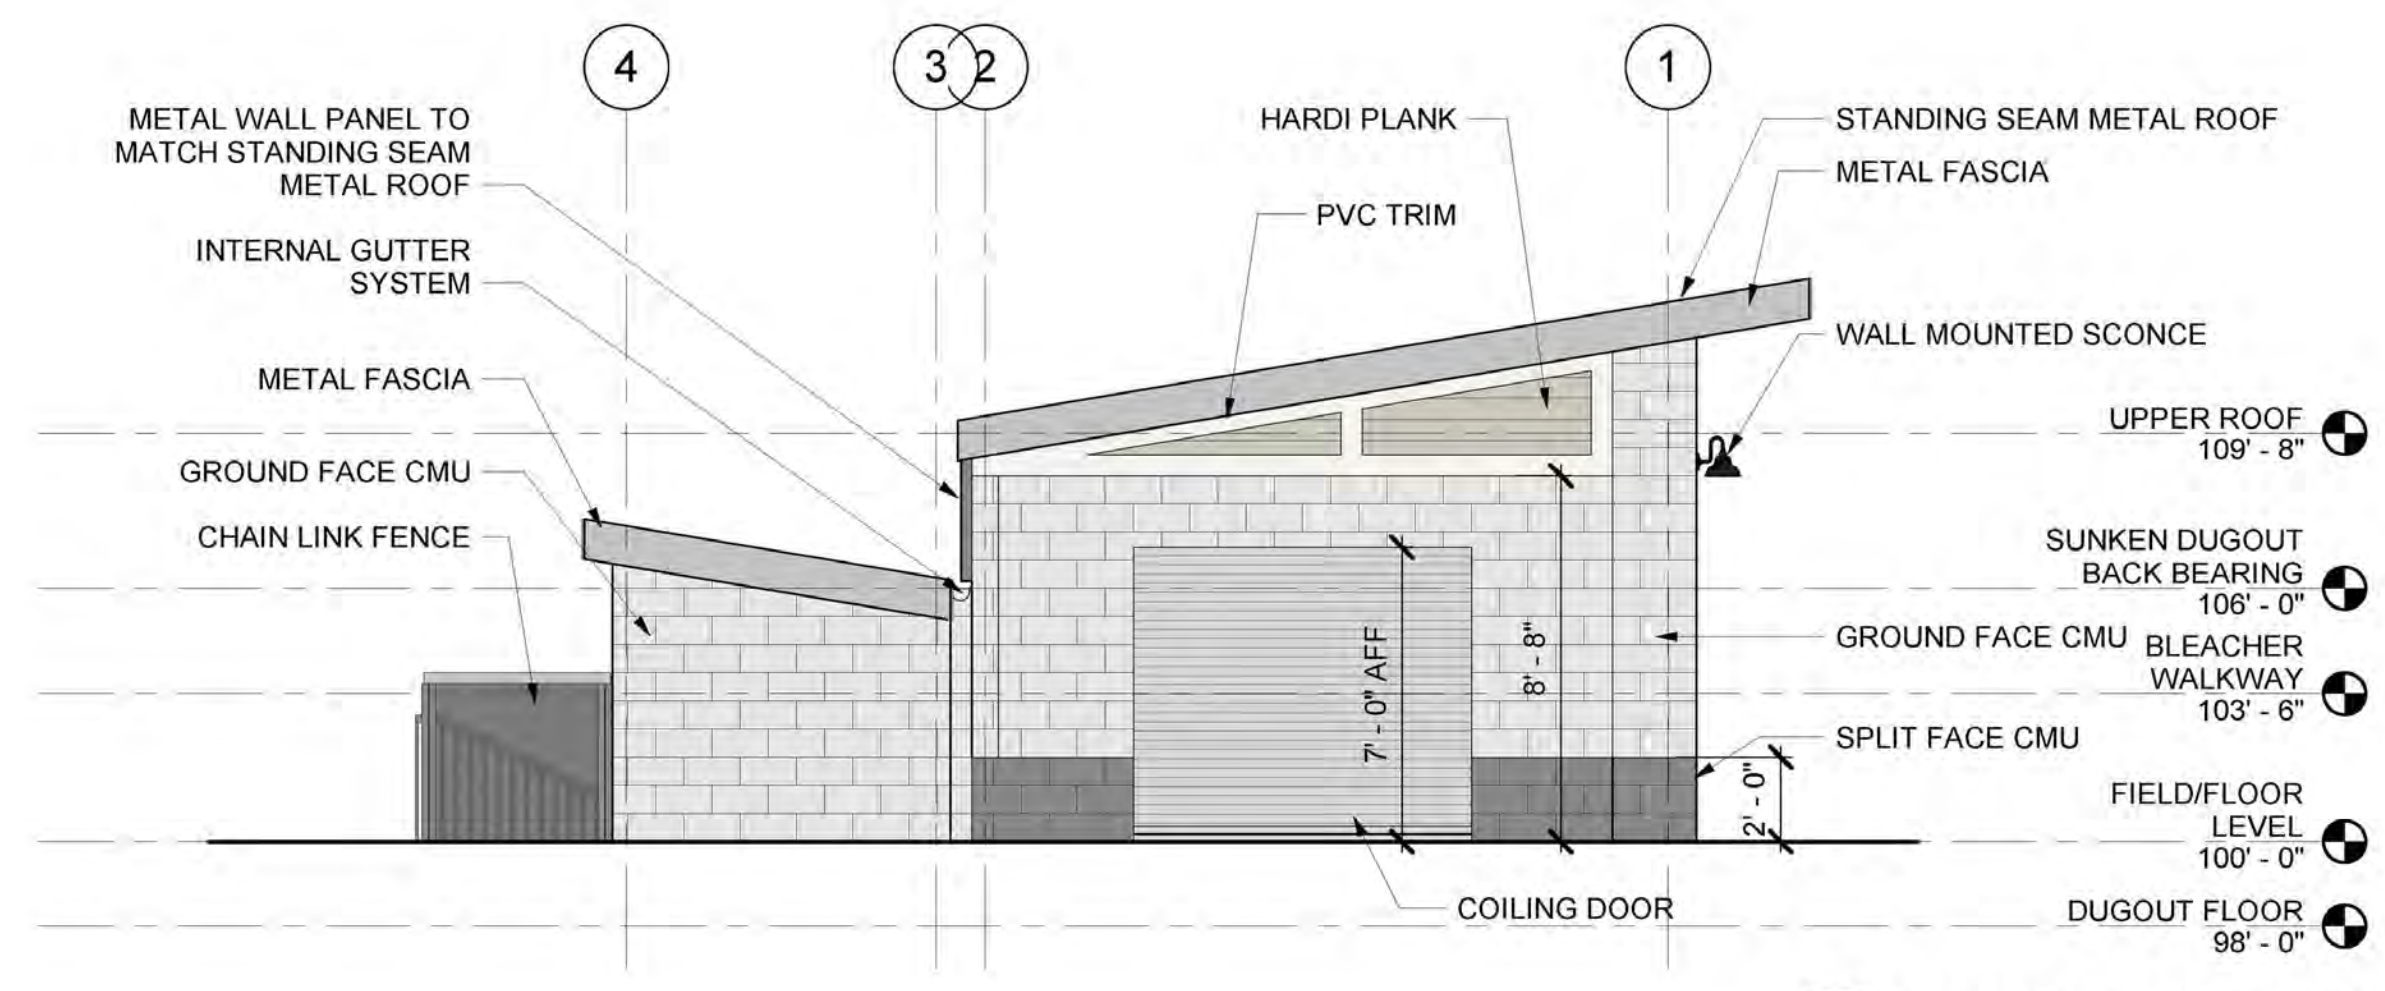 4
3
2
1
METAL WALL PANEL TO
MATCH STANDING SEAM
METAL ROOF
INTERNAL GUTTER
SYSTEM
METAL FASCIA
GROUND FACE CMU
CHAIN LINK FENCE
HARDI PLANK
PVC TRIM
STANDING SEAM METAL ROOF
METAL FASCIA
WALL MOUNTED SCONCE
UPPER ROOF
109' - 8"
SUNKEN DUGOUT
BACK BEARING
106' - 0"
GROUND FACE CMU
BLEACHER
WALKWAY
103' - 6"
SPLIT FACE CMU
FIELD/FLOOR
LEVEL
100' - 0"
DUGOUT FLOOR
98' - 0"
7' - 0" AFF
8' - 8"
2' - 0"
COILING DOOR